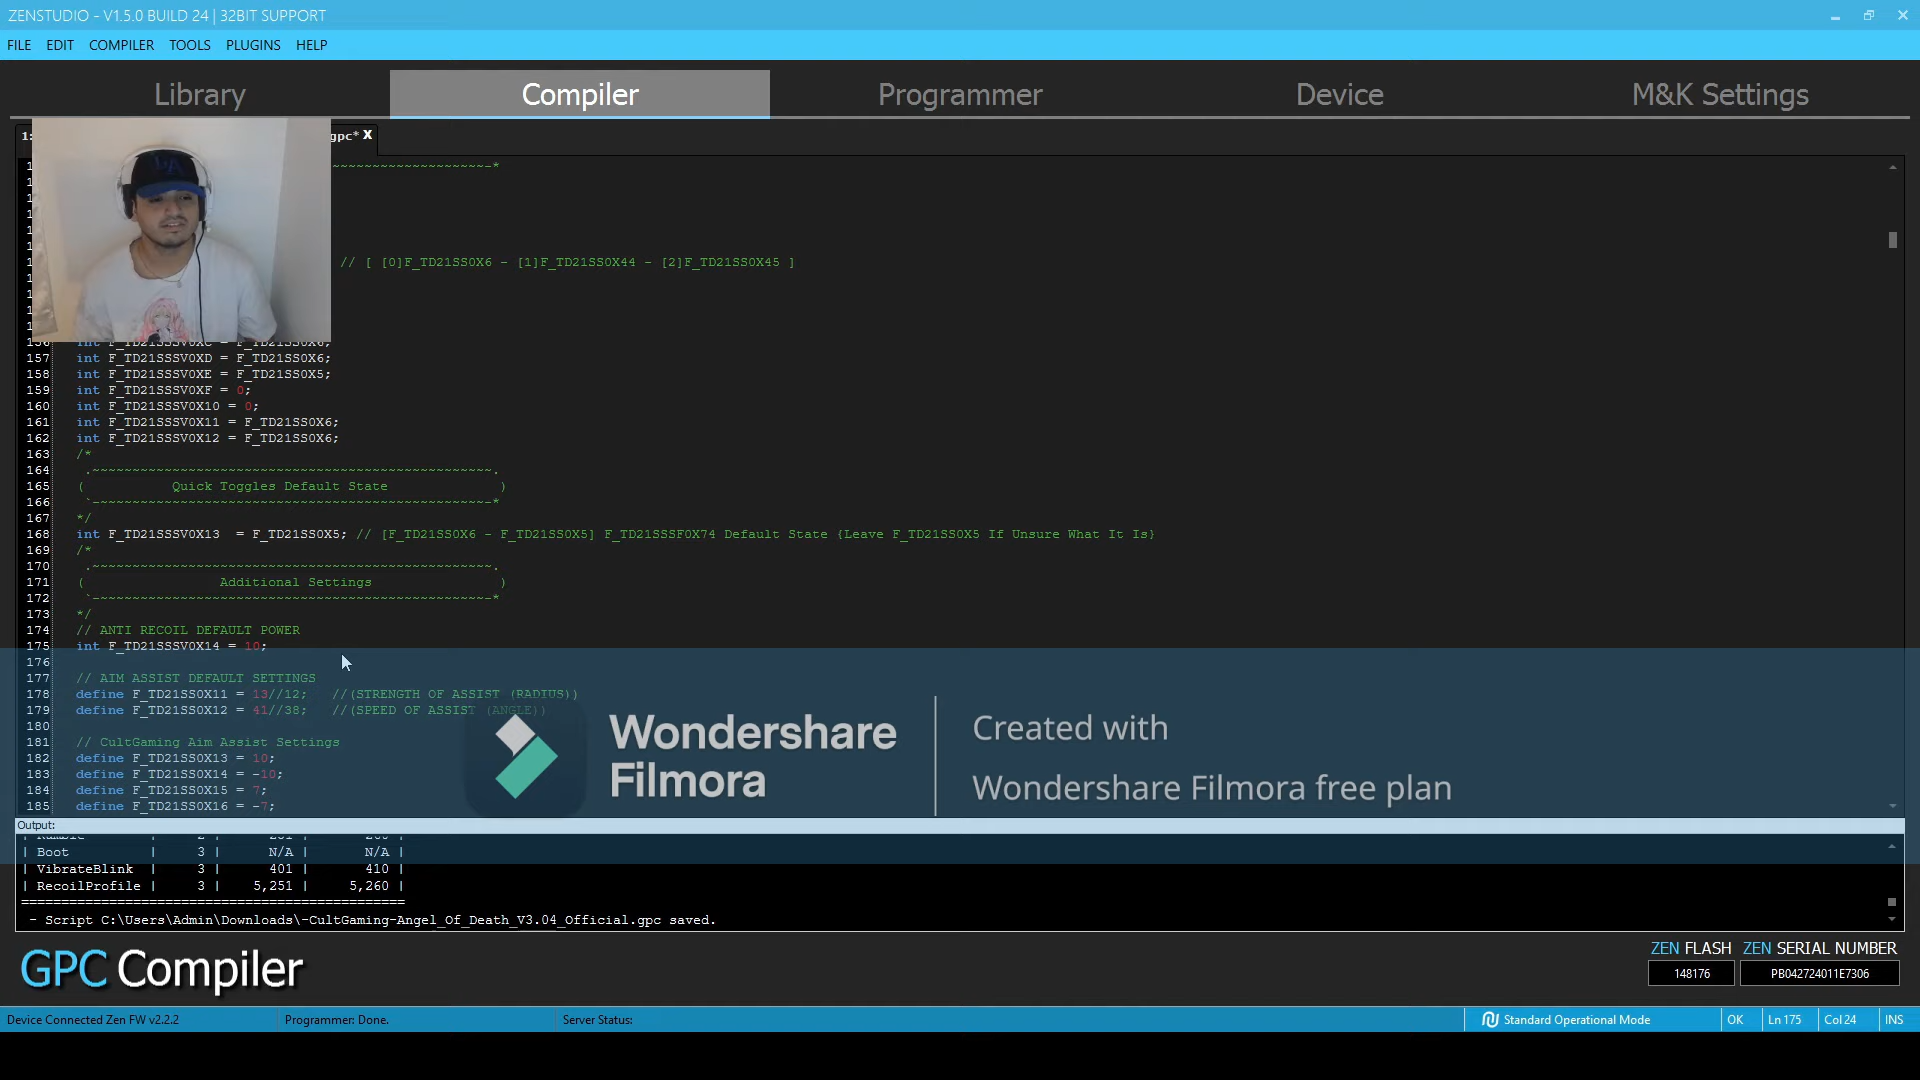 ZENSTUDIO - V1.5.0 BUILD 24 | 32BIT SUPPORT
FILE EDIT COMPILER TOOLS PLUGINS HELP
Library Compiler Programmer Device M&K Settings
gpc* X
~~~~~~~~~~~~~~~~~~~-*
// [ [0]F_TD21SS0X6 - [1]F_TD21SS0X44 - [2]F_TD21SS0X45 ]
156 int F_TD21SSSV0XC = F_TD21SS0X6;
157 int F_TD21SSSV0XD = F_TD21SS0X6;
158 int F_TD21SSSV0XE = F_TD21SS0X5;
159 int F_TD21SSSV0XF = 0;
160 int F_TD21SSSV0X10 = 0;
161 int F_TD21SSSV0X11 = F_TD21SS0X6;
162 int F_TD21SSSV0X12 = F_TD21SS0X6;
163 /*
164 .~~~~~~~~~~~~~~~~~~~~~~~~~~~~~~~~~~~~~~~~~~~~~~~~~~.
165 ( Quick Toggles Default State )
166 `-~~~~~~~~~~~~~~~~~~~~~~~~~~~~~~~~~~~~~~~~~~~~~~~~-*
167 */
168 int F_TD21SSSV0X13 = F_TD21SS0X5; // [F_TD21SS0X6 - F_TD21SS0X5] F_TD21SSSF0X74 Default State {Leave F_TD21SS0X5 If Unsure What It Is}
169 /*
170 .~~~~~~~~~~~~~~~~~~~~~~~~~~~~~~~~~~~~~~~~~~~~~~~~~~.
171 ( Additional Settings )
172 `-~~~~~~~~~~~~~~~~~~~~~~~~~~~~~~~~~~~~~~~~~~~~~~~~-*
173 */
174 // ANTI RECOIL DEFAULT POWER
175 int F_TD21SSSV0X14 = 10;
176
177 // AIM ASSIST DEFAULT SETTINGS
178 define F_TD21SS0X11 = 13//12; //(STRENGTH OF ASSIST (RADIUS))
179 define F_TD21SS0X12 = 41//38; //(SPEED OF ASSIST (ANGLE))
180
181 // CultGaming Aim Assist Settings
182 define F_TD21SS0X13 = 10;
183 define F_TD21SS0X14 = -10;
184 define F_TD21SS0X15 = 7;
185 define F_TD21SS0X16 = -7;
Wondershare Filmora
Created with
Wondershare Filmora free plan
Output:
| Boot | 3 | N/A | N/A |
| VibrateBlink | 3 | 401 | 410 |
| RecoilProfile | 3 | 5,251 | 5,260 |
================================================
- Script C:\Users\Admin\Downloads\-CultGaming-Angel_Of_Death_V3.04_Official.gpc saved.
GPC Compiler
ZEN FLASH ZEN SERIAL NUMBER
148176 PB042724011E7306
Device Connected Zen FW v2.2.2 Programmer: Done. Server Status: Standard Operational Mode OK Ln 175 Col 24 INS